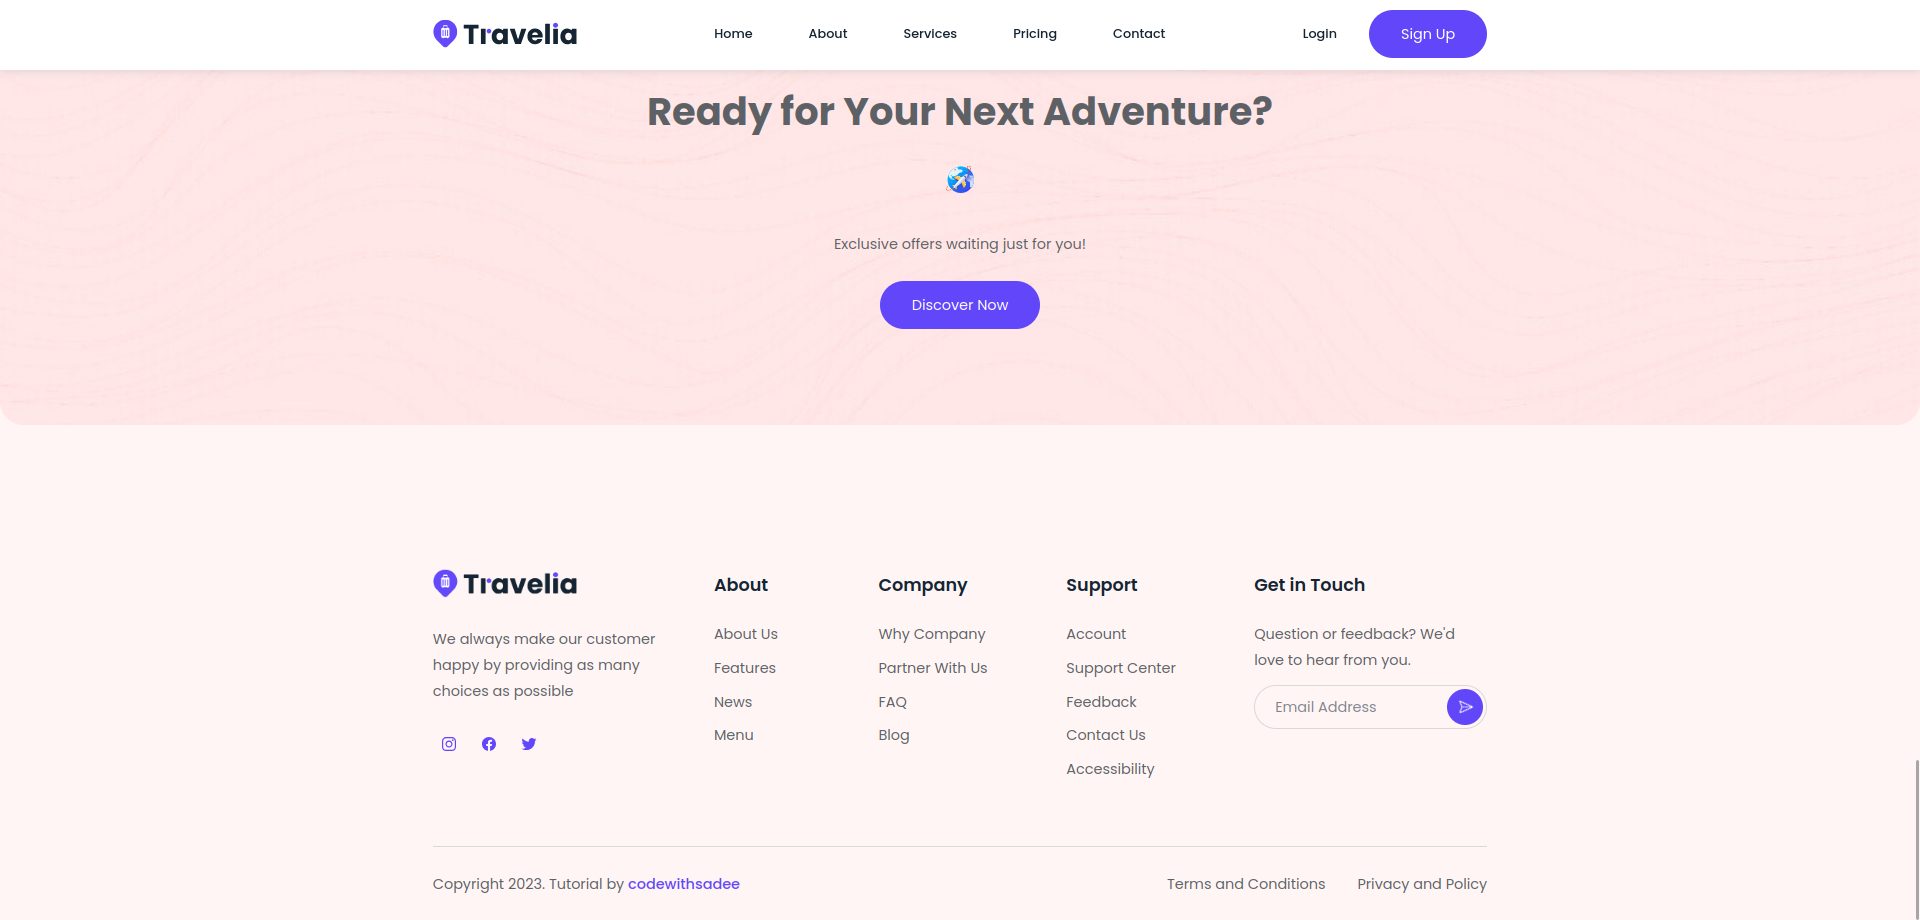 Travelia
Home About Services Pricing Contact Login Sign Up
Ready for Your Next Adventure?
Exclusive offers waiting just for you!
Discover Now
Travelia
We always make our customer
happy by providing as many
choices as possible
About
About Us
Features
News
Menu
Company
Why Company
Partner With Us
FAQ
Blog
Support
Account
Support Center
Feedback
Contact Us
Accessibility
Get in Touch
Question or feedback? We'd
love to hear from you.
Email Address
Copyright 2023. Tutorial by codewithsadee
Terms and Conditions Privacy and Policy